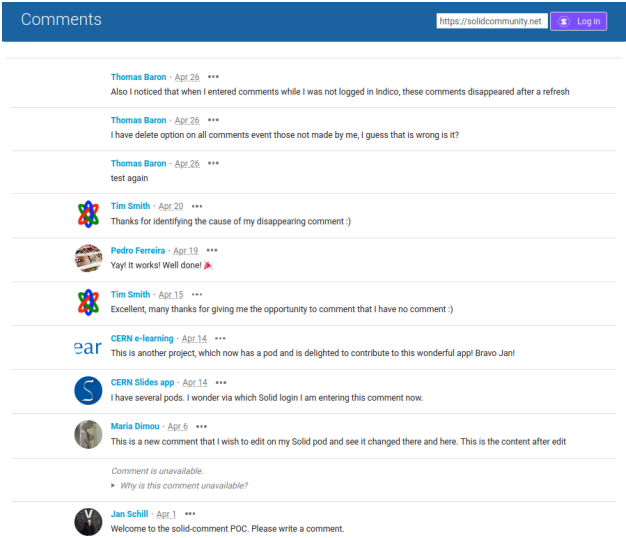 Comments
https://solidcommunity.net
Log in
Thomas Baron · Apr 26 •••
Also I noticed that when I entered comments while I was not logged in Indico, these comments disappeared after a refresh
Thomas Baron · Apr 26 •••
I have delete option on all comments event those not made by me, I guess that is wrong is it?
Thomas Baron · Apr 26 •••
test again
Tim Smith · Apr 20 •••
Thanks for identifying the cause of my disappearing comment :)
Pedro Ferreira · Apr 19 •••
Yay! It works! Well done! 🎉
Tim Smith · Apr 15 •••
Excellent, many thanks for giving me the opportunity to comment that I have no comment :)
ear
CERN e-learning · Apr 14 •••
This is another project, which now has a pod and is delighted to contribute to this wonderful app! Bravo Jan!
S
CERN Slides app · Apr 14 •••
I have several pods. I wonder via which Solid login I am entering this comment now.
Maria Dimou · Apr 6 •••
This is a new comment that I wish to edit on my Solid pod and see it changed there and here. This is the content after edit
Comment is unavailable.
▸ Why is this comment unavailable?
Jan Schill · Apr 1 •••
Welcome to the solid-comment POC. Please write a comment.